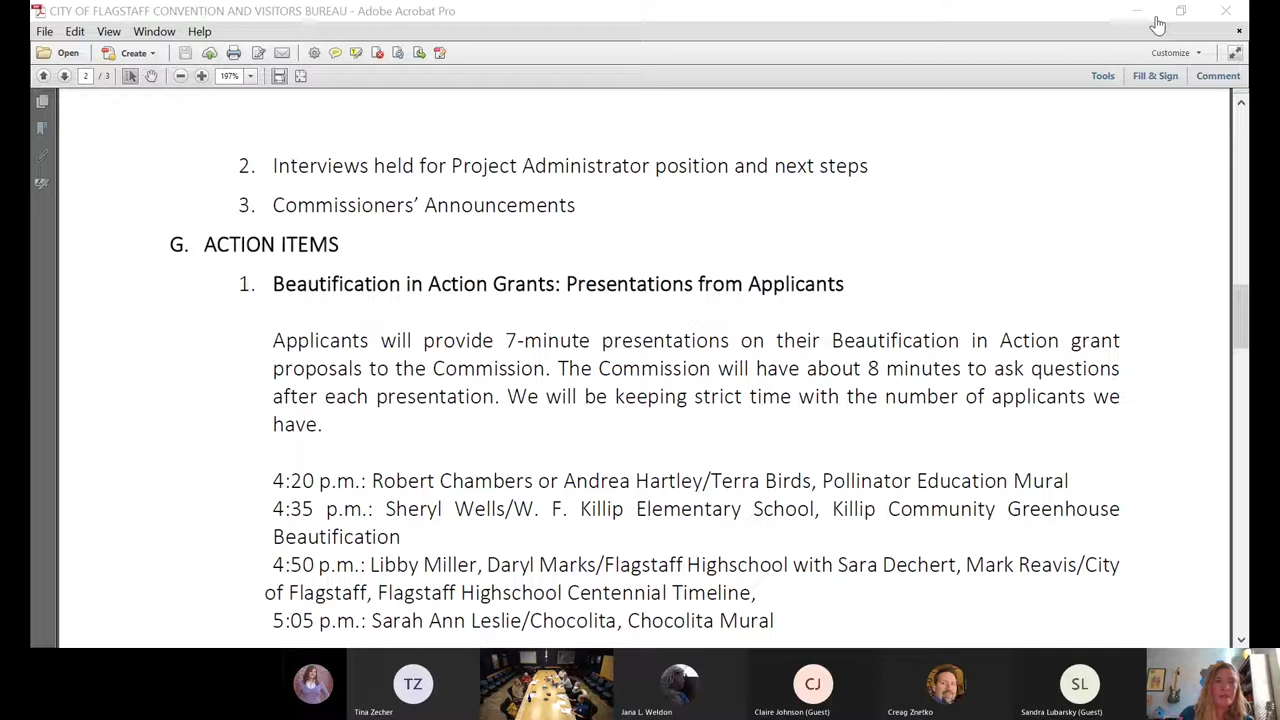 CITY OF FLAGSTAFF CONVENTION AND VISITORS BUREAU - Adobe Acrobat Pro
File Edit View Window Help
Open Create Customize
2 / 3 197% Tools Fill & Sign Comment
2. Interviews held for Project Administrator position and next steps
3. Commissioners’ Announcements
G. ACTION ITEMS
1. Beautification in Action Grants: Presentations from Applicants
Applicants will provide 7-minute presentations on their Beautification in Action grant
proposals to the Commission. The Commission will have about 8 minutes to ask questions
after each presentation. We will be keeping strict time with the number of applicants we
have.
4:20 p.m.: Robert Chambers or Andrea Hartley/Terra Birds, Pollinator Education Mural
4:35 p.m.: Sheryl Wells/W. F. Killip Elementary School, Killip Community Greenhouse
Beautification
4:50 p.m.: Libby Miller, Daryl Marks/Flagstaff Highschool with Sara Dechert, Mark Reavis/City
of Flagstaff, Flagstaff Highschool Centennial Timeline,
5:05 p.m.: Sarah Ann Leslie/Chocolita, Chocolita Mural
TZ CJ SL
Tina Zecher Jana L. Weldon Claire Johnson (Guest) Creag Znetko Sandra Lubarsky (Guest)